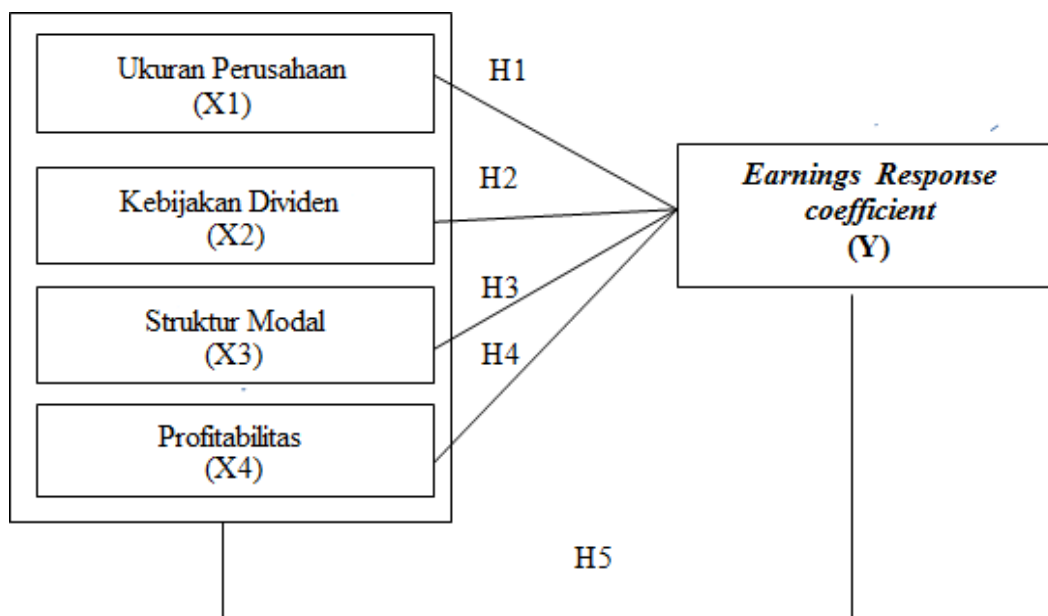 Ukuran Perusahaan
(X1)
H1
Kebijakan Dividen
(X2)
H2
Struktur Modal
(X3)
H3
Profitabilitas
(X4)
H4
Earnings Response
coefficient
(Y)
H5